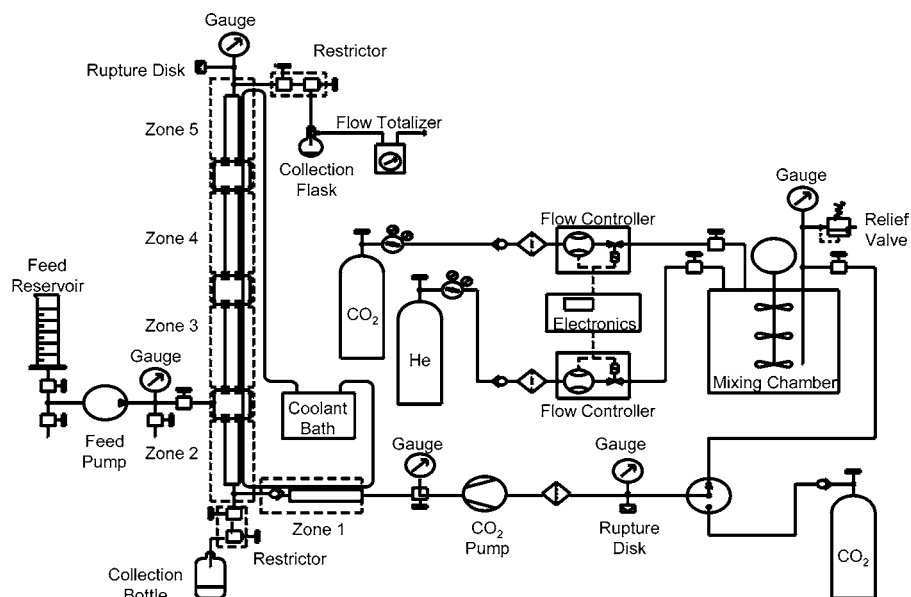 Gauge
Restrictor
Rupture Disk
Zone 5
Flow Totalizer
Collection
Flask
Gauge
Flow Controller
Relief
Valve
Zone 4
Feed
Reservoir
CO2
Electronics
He
Zone 3
Gauge
Mixing Chamber
Coolant
Bath
Flow Controller
Feed
Pump
Zone 2
Gauge
Gauge
Zone 1
CO2
Pump
Rupture
Disk
CO2
Restrictor
Collection
Bottle